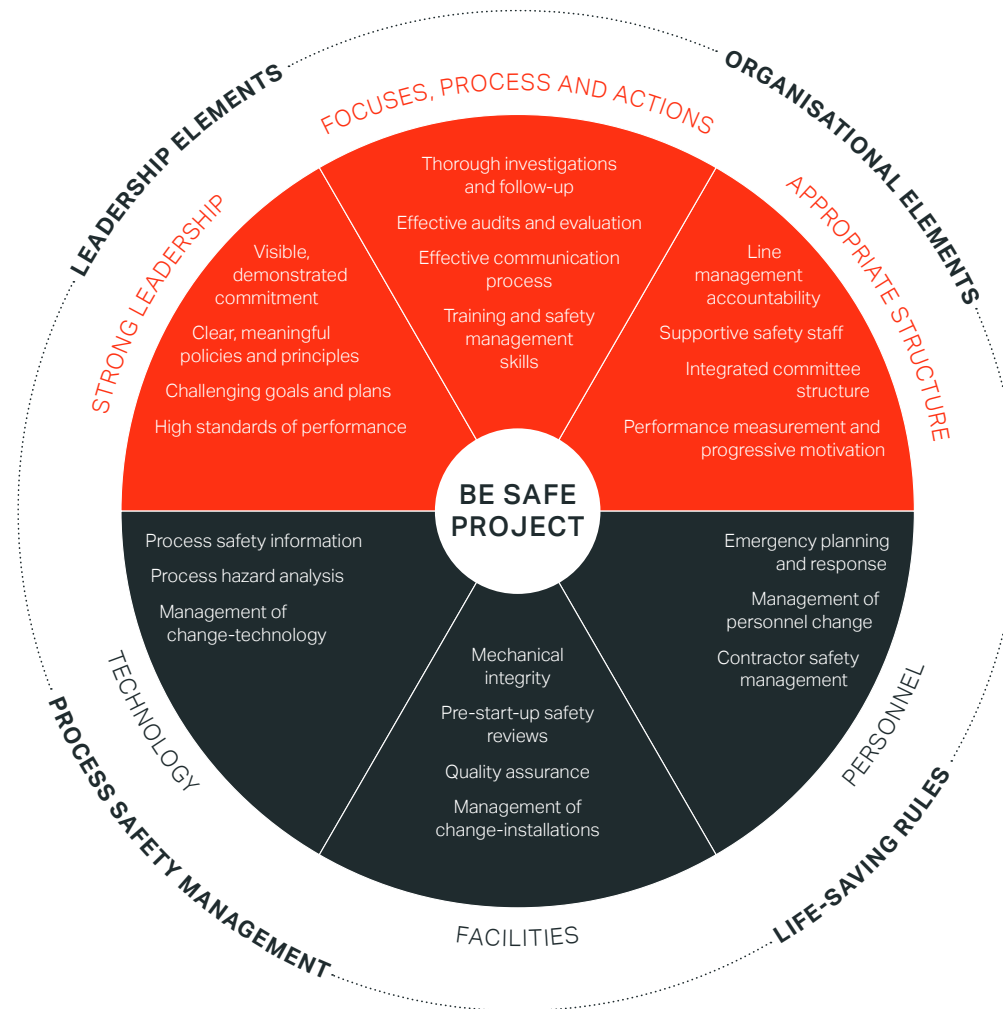 LEADERSHIP ELEMENTS
ORGANISATIONAL ELEMENTS
FOCUSES, PROCESS AND ACTIONS
STRONG LEADERSHIP
APPROPRIATE STRUCTURE
Thorough investigations
and follow-up
Effective audits and evaluation
Effective communication
process
Training and safety
management
skills
Visible,
demonstrated
commitment
Clear, meaningful
policies and principles
Challenging goals and plans
High standards of performance
Line
management
accountability
Supportive safety staff
Integrated committee
structure
Performance measurement and
progressive motivation
BE SAFE
PROJECT
Process safety information
Process hazard analysis
Management of
change-technology
Mechanical
integrity
Pre-start-up safety
reviews
Quality assurance
Management of
change-installations
Emergency planning
and response
Management of
personnel change
Contractor safety
management
TECHNOLOGY
FACILITIES
PERSONNEL
PROCESS SAFETY MANAGEMENT
LIFE-SAVING RULES